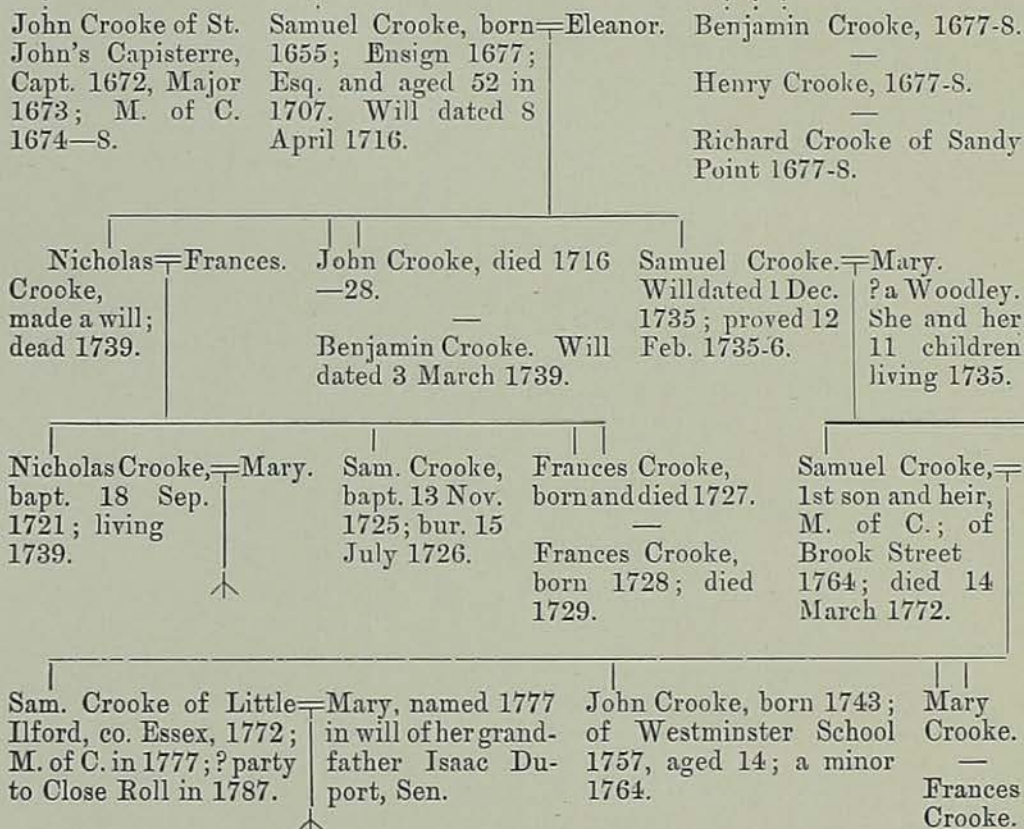 John Crooke of St.
John's Capisterre,
Capt. 1672, Major
1673; M. of C.
1674—8.
Samuel Crooke, born
1655; Ensign 1677;
Esq. and aged 52 in
1707. Will dated 8
April 1716.
=Eleanor.
Benjamin Crooke, 1677-8.
—
Henry Crooke, 1677-8.
—
Richard Crooke of Sandy
Point 1677-8.
Nicholas=Frances.
Crooke,
made a will;
dead 1739.
John Crooke, died 1716
—28.
—
Benjamin Crooke. Will
dated 3 March 1739.
Samuel Crooke.=
Will dated 1 Dec.
1735; proved 12
Feb. 1735-6.
Mary.
?a Woodley.
She and her
11 children
living 1735.
Nicholas Crooke,=Mary.
bapt. 18 Sep.
1721; living
1739.
Sam. Crooke,
bapt. 13 Nov.
1725; bur. 15
July 1726.
Frances Crooke,
born and died 1727.
—
Frances Crooke,
born 1728; died
1729.
Samuel Crooke,=
1st son and heir,
M. of C.; of
Brook Street
1764; died 14
March 1772.
Sam. Crooke of Little=
Ilford, co. Essex, 1772;
M. of C. in 1777; ?party
to Close Roll in 1787.
Mary, named 1777
in will of her grand-
father Isaac Du-
port, Sen.
John Crooke, born 1743;
of Westminster School
1757, aged 14; a minor
1764.
Mary
Crooke.
—
Frances
Crooke.